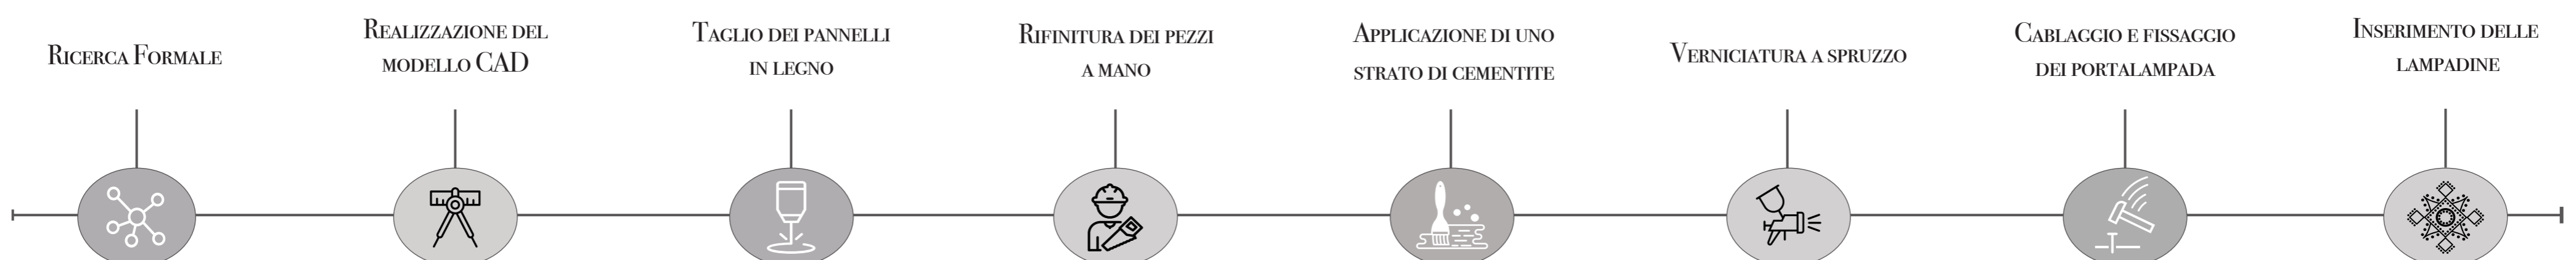 Ricerca Formale
Realizzazione del
modello CAD
Taglio dei pannelli
in legno
Rifinitura dei pezzi
a mano
Applicazione di uno
strato di cementite
Verniciatura a spruzzo
Cablaggio e fissaggio
dei portalampada
Inserimento delle
lampadine